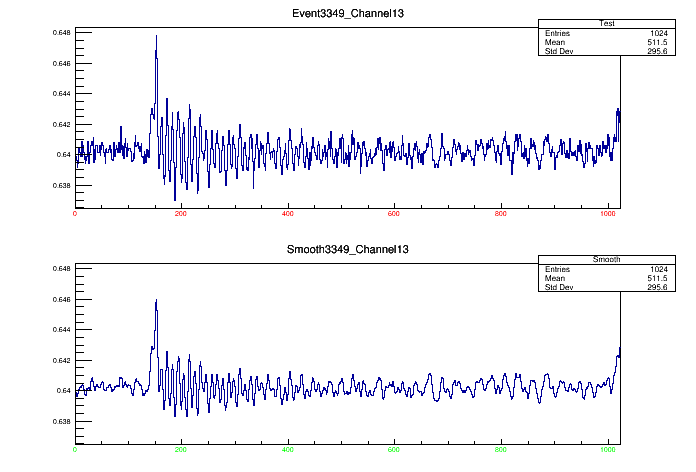 Event3349_Channel13
Test
Entries 1024
Mean 511.5
Std Dev 295.6
0.648
0.646
0.644
0.642
0.64
0.638
0 200 400 600 800 1000
Smooth3349_Channel13
Smooth
Entries 1024
Mean 511.5
Std Dev 295.6
0.648
0.646
0.644
0.642
0.64
0.638
0 200 400 600 800 1000